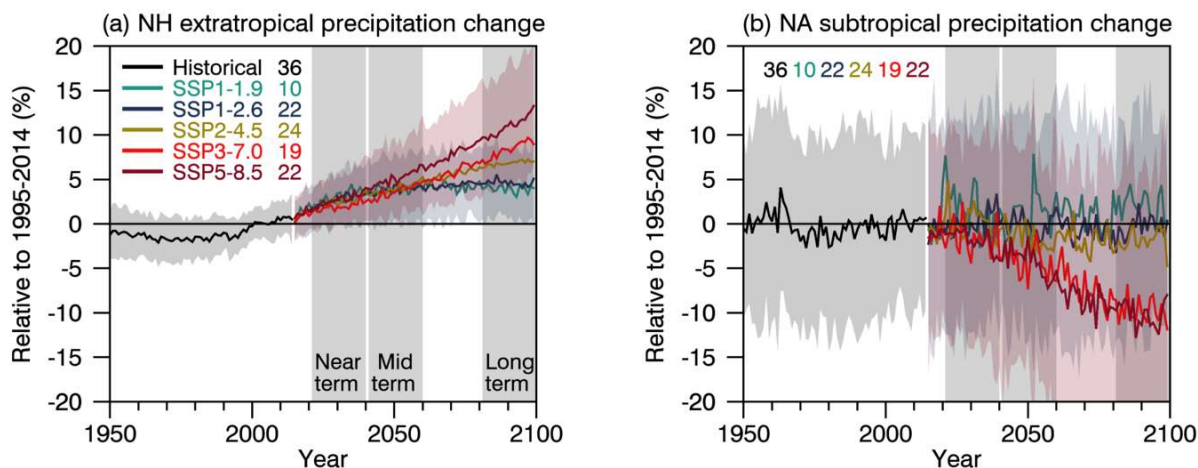 (a) NH extratropical precipitation change
Relative to 1995-2014 (%)
20
15
10
5
0
-5
-10
-15
-20
Historical 36
SSP1-1.9 10
SSP1-2.6 22
SSP2-4.5 24
SSP3-7.0 19
SSP5-8.5 22
Near term
Mid term
Long term
1950 2000 2050 2100
Year
(b) NA subtropical precipitation change
Relative to 1995-2014 (%)
20
15
10
5
0
-5
-10
-15
-20
36 10 22 24 19 22
1950 2000 2050 2100
Year